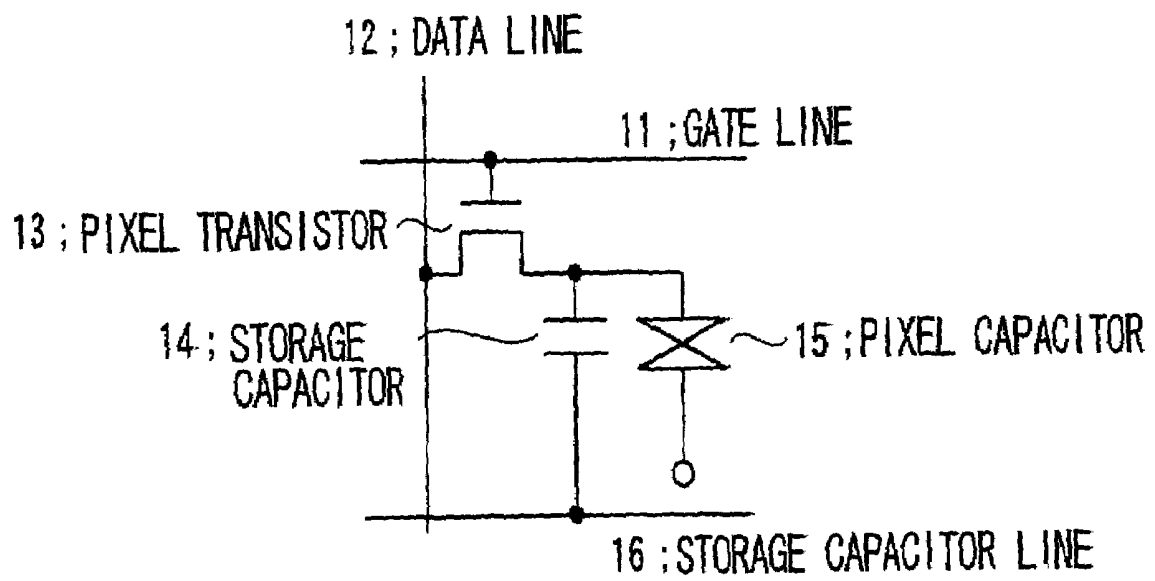 12 ; DATA LINE
11 ; GATE LINE
13 ; PIXEL TRANSISTOR
14 ; STORAGE
CAPACITOR
15 ; PIXEL CAPACITOR
16 ; STORAGE CAPACITOR LINE